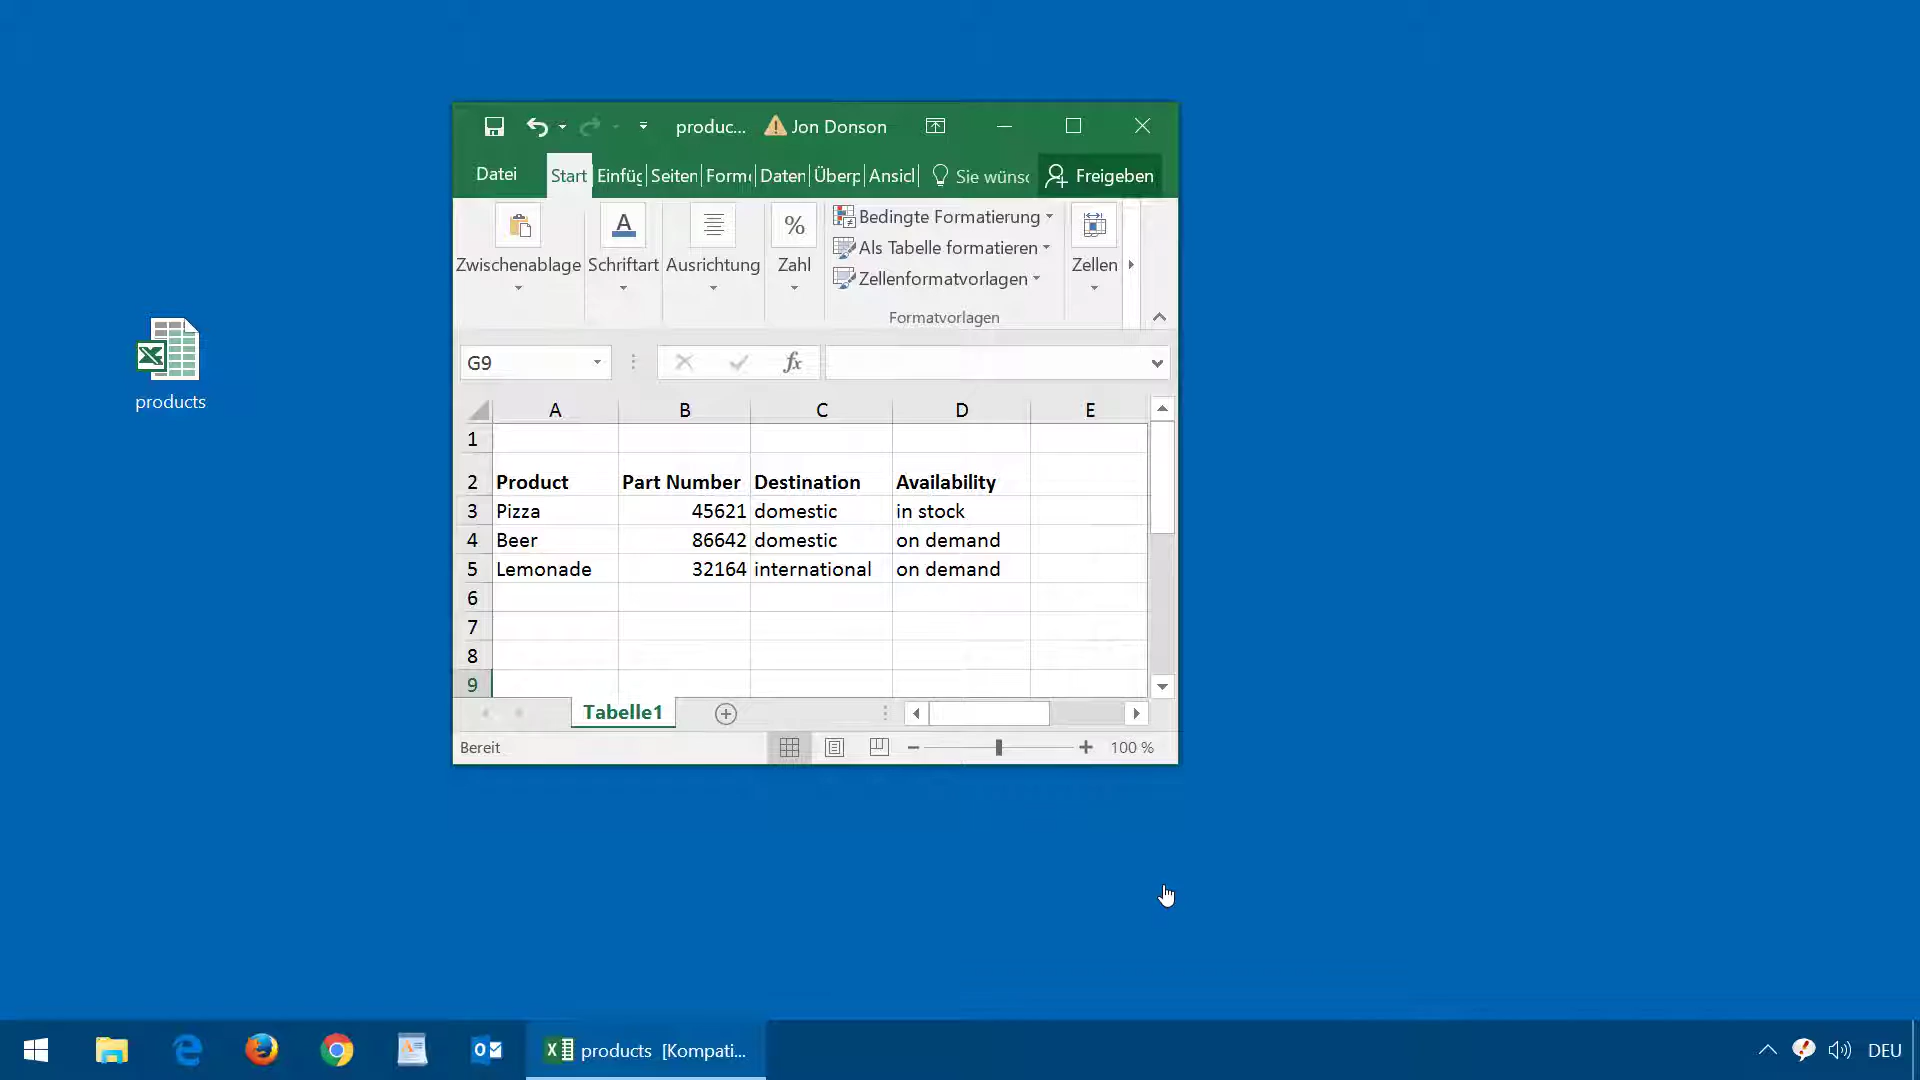 produc... Jon Donson
Datei Start Einfüg Seiten Form Daten Überp Ansicl Sie wünsc Freigeben
Zwischenablage Schriftart Ausrichtung % Zahl Bedingte Formatierung Zellen
Als Tabelle formatieren
Zellenformatvorlagen
Formatvorlagen
G9 fx
A B C D E
1
2 Product Part Number Destination Availability
3 Pizza 45621 domestic in stock
4 Beer 86642 domestic on demand
5 Lemonade 32164 international on demand
6
7
8
9
Tabelle1
Bereit 100 %
products
products [Kompati... DEU